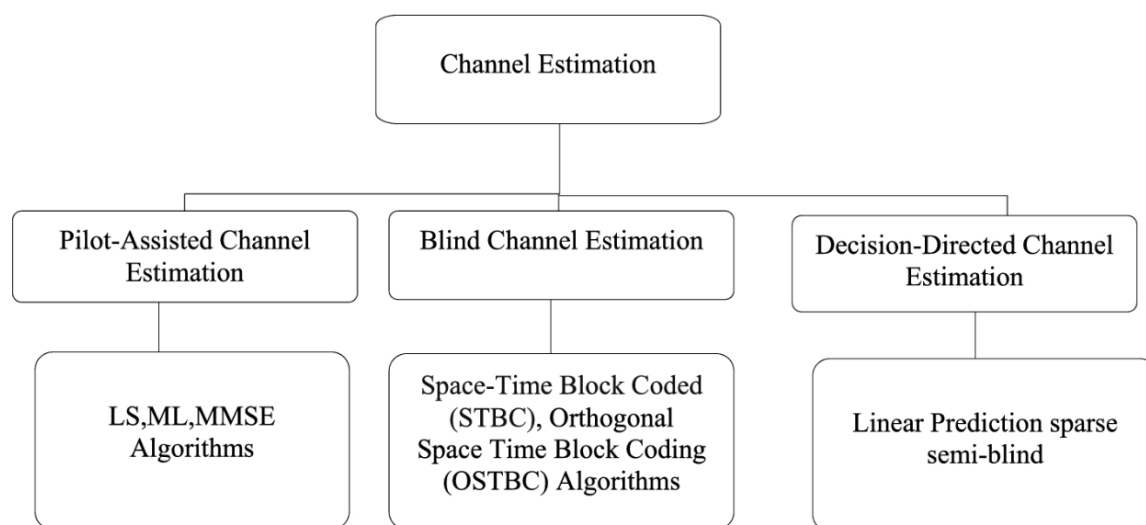 Channel Estimation
Pilot-Assisted Channel
Estimation
Blind Channel Estimation
Decision-Directed Channel
Estimation
LS,ML,MMSE
Algorithms
Space-Time Block Coded
(STBC), Orthogonal
Space Time Block Coding
(OSTBC) Algorithms
Linear Prediction sparse
semi-blind